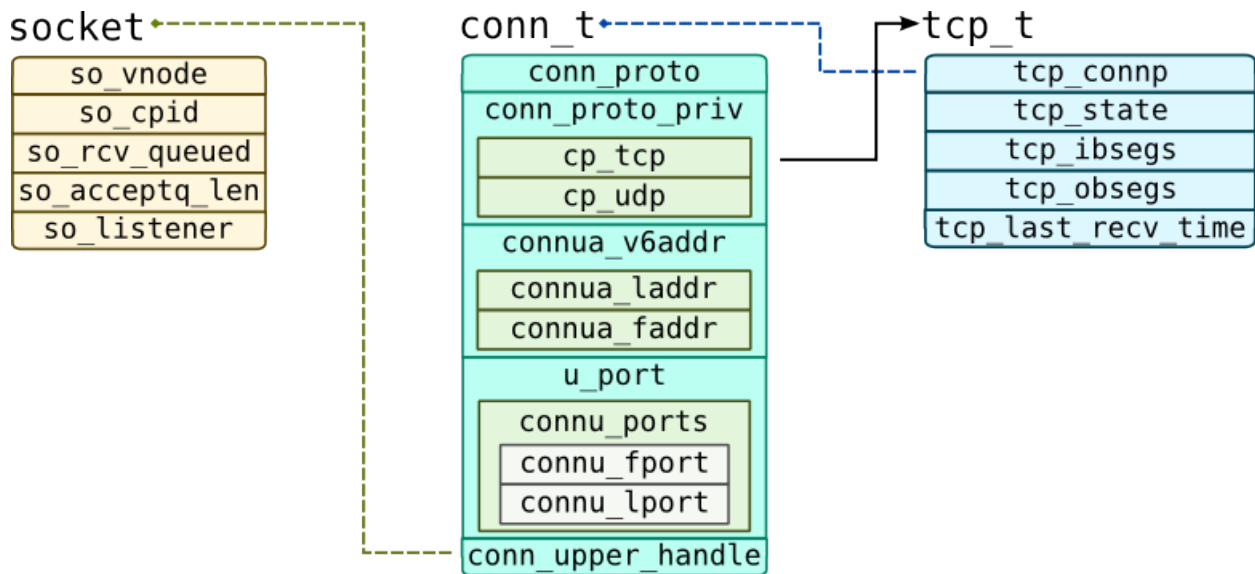 socket
so_vnode
so_cpid
so_rcv_queued
so_acceptq_len
so_listener
conn_t
conn_proto
conn_proto_priv
cp_tcp
cp_udp
connua_v6addr
connua_laddr
connua_faddr
u_port
connu_ports
connu_fport
connu_lport
conn_upper_handle
tcp_t
tcp_connp
tcp_state
tcp_ibsegs
tcp_obsegs
tcp_last_recv_time